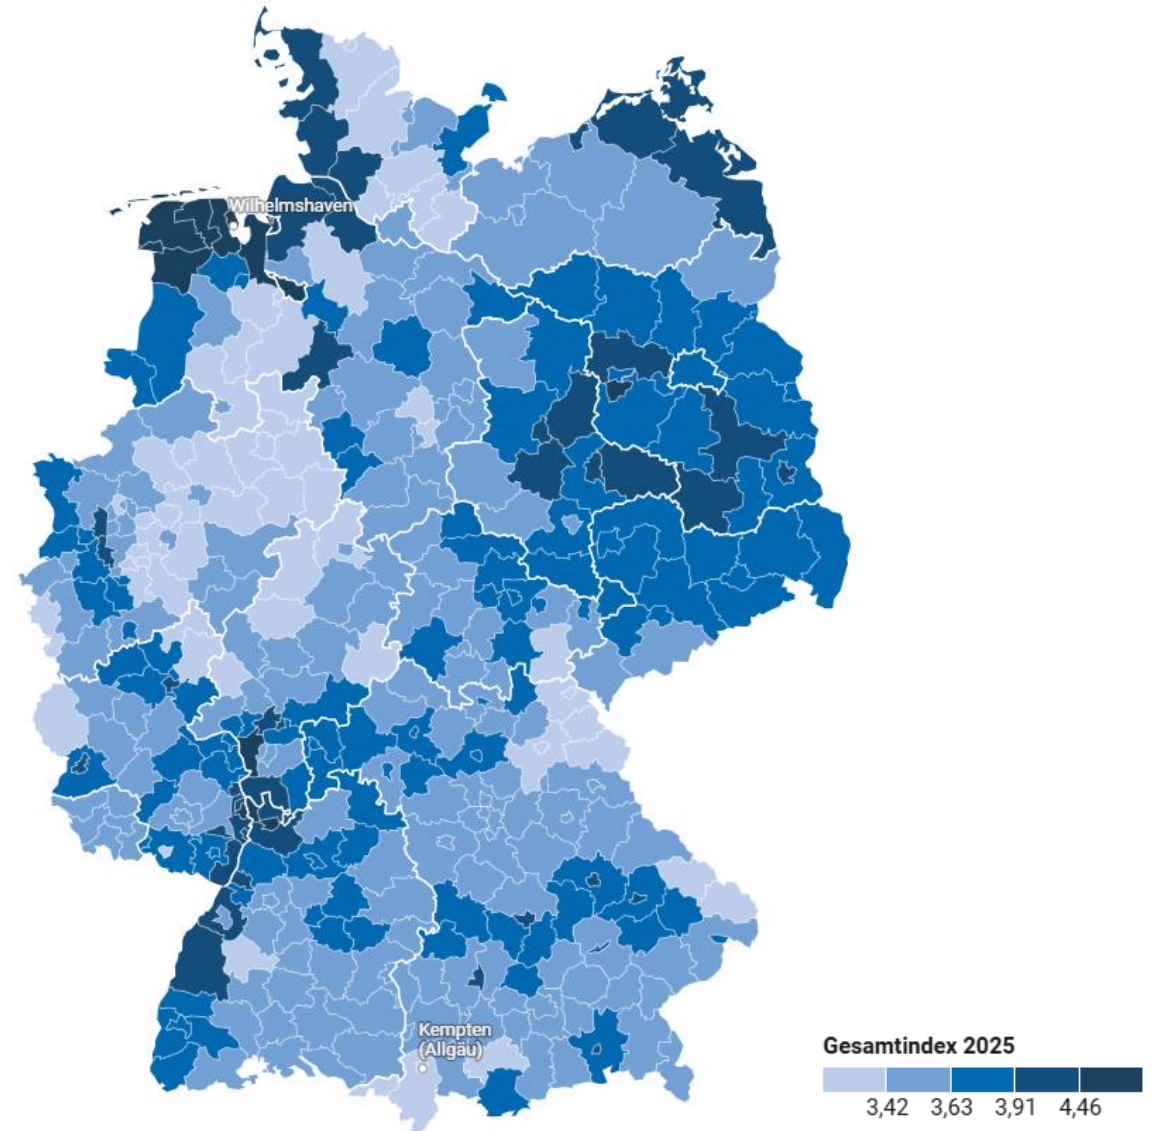 Wilhelmshaven
Kempten
(Allgäu)
Gesamtindex 2025
3,42 3,63 3,91 4,46